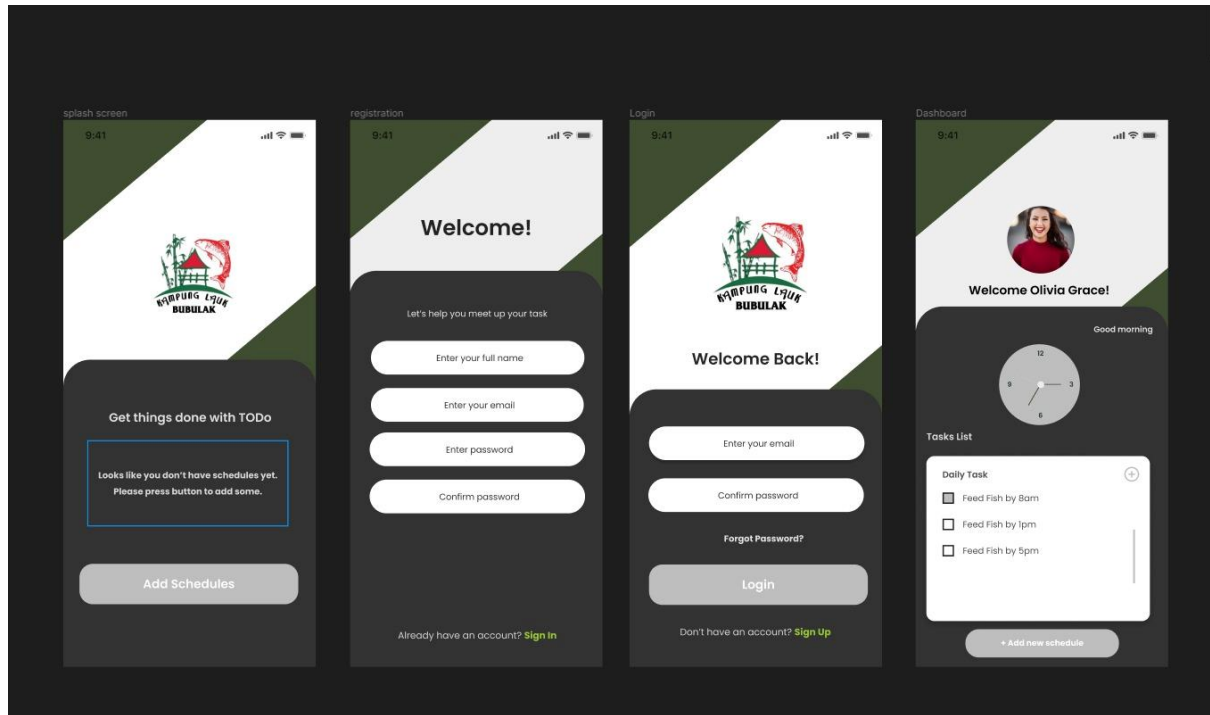 splash screen
9:41
KAMPUNG LAUK
BUBULAK
Get things done with TODo
Looks like you don't have schedules yet.
Please press button to add some.
Add Schedules
registration
9:41
Welcome!
Let's help you meet up your task
Enter your full name
Enter your email
Enter password
Confirm password
Already have an account? Sign In
Login
9:41
KAMPUNG LAUK
BUBULAK
Welcome Back!
Enter your email
Confirm password
Forgot Password?
Login
Don't have an account? Sign Up
Dashboard
9:41
Welcome Olivia Grace!
Good morning
12
9
3
6
Tasks List
Daily Task
Feed Fish by 8am
Feed Fish by 1pm
Feed Fish by 5pm
+ Add new schedule